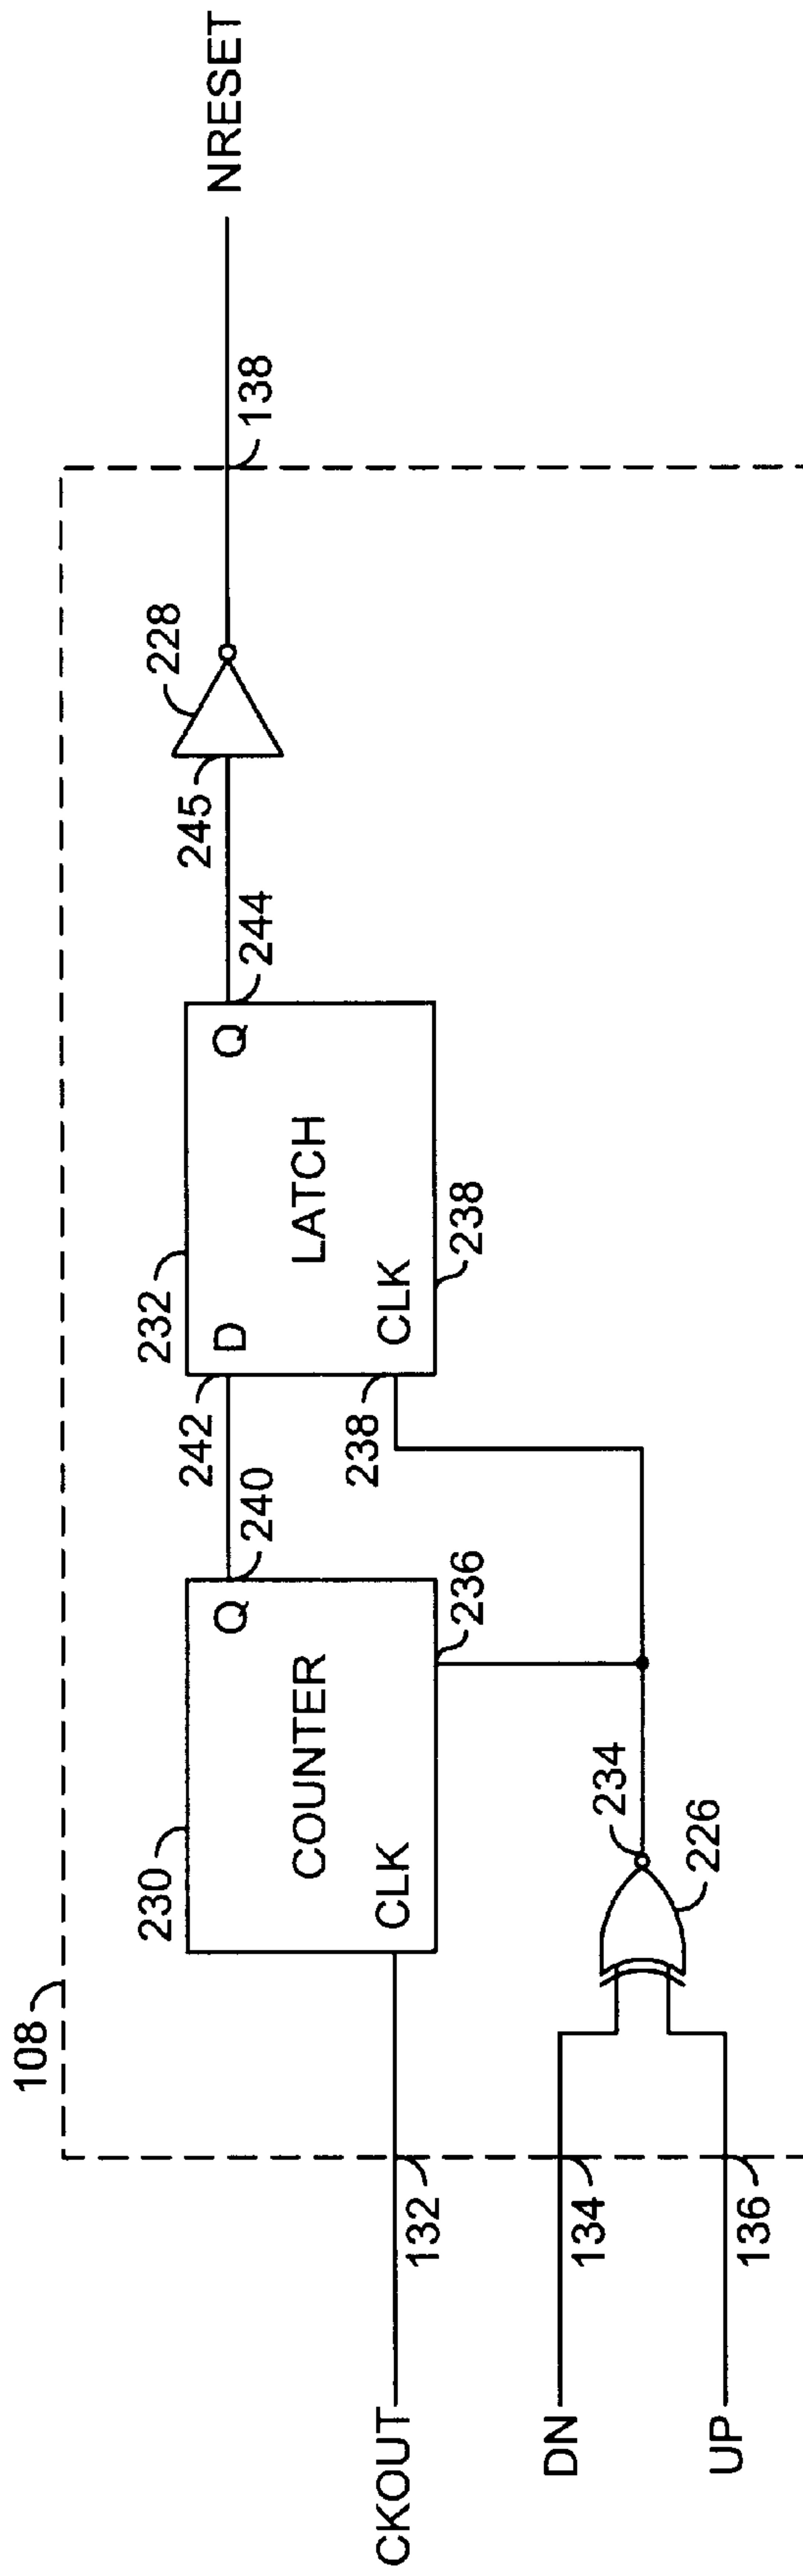 108
CKOUT
132
DN
134
UP
136
230
COUNTER
CLK
Q
240
236
234
226
242
238
232
D
LATCH
CLK
Q
238
244
245
228
138
NRESET